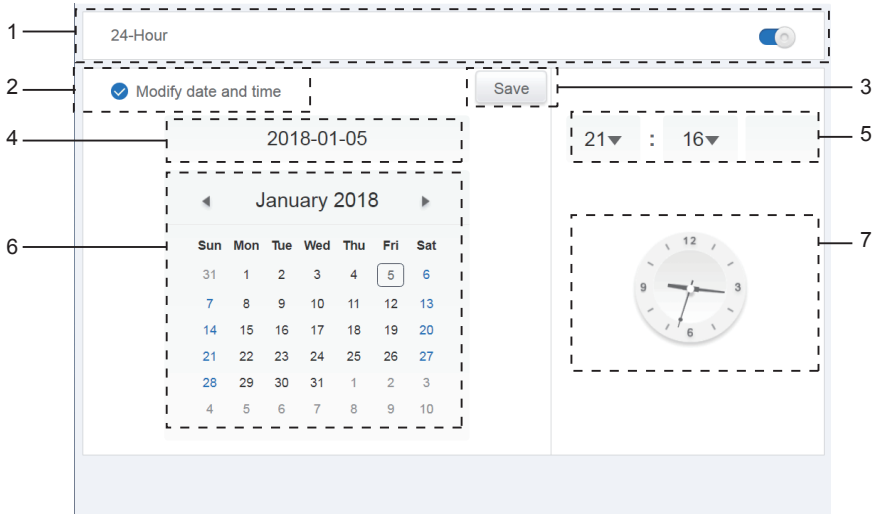 1
24-Hour
2
Modify date and time
Save
3
4
2018-01-05
21 : 16
5
January 2018
6
Sun Mon Tue Wed Thu Fri Sat
31 1 2 3 4 5 6
7 8 9 10 11 12 13
14 15 16 17 18 19 20
21 22 23 24 25 26 27
28 29 30 31 1 2 3
4 5 6 7 8 9 10
7
12
9 3
6